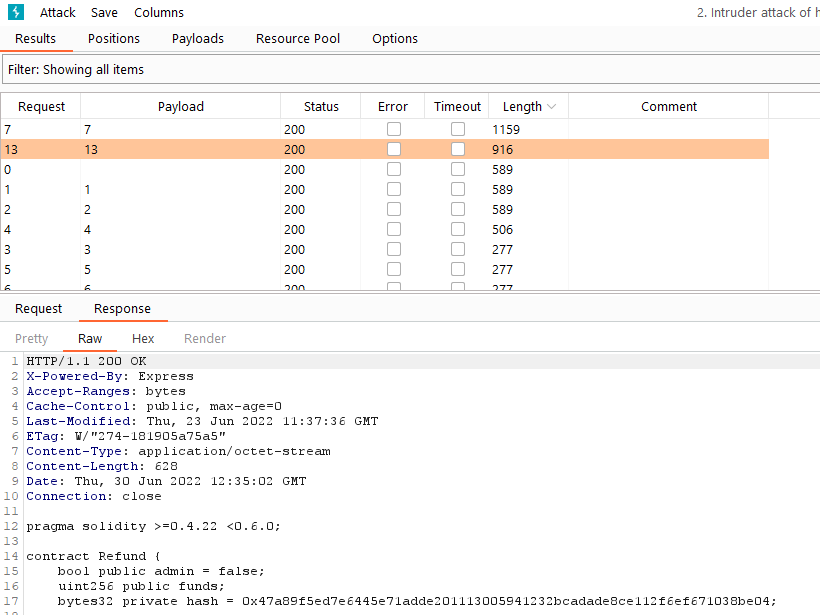 Attack Save Columns 2. Intruder attack of h
Results Positions Payloads Resource Pool Options
Filter: Showing all items
Request Payload Status Error Timeout Length Comment
7 7 200 1159
13 13 200 916
0 200 589
1 1 200 589
2 2 200 589
4 4 200 506
3 3 200 277
5 5 200 277
6 6 200 277
Request Response
Pretty Raw Hex Render
1 HTTP/1.1 200 OK
2 X-Powered-By: Express
3 Accept-Ranges: bytes
4 Cache-Control: public, max-age=0
5 Last-Modified: Thu, 23 Jun 2022 11:37:36 GMT
6 ETag: W/"274-181905a75a5"
7 Content-Type: application/octet-stream
8 Content-Length: 628
9 Date: Thu, 30 Jun 2022 12:35:02 GMT
10 Connection: close
11
12 pragma solidity >=0.4.22 <0.6.0;
13
14 contract Refund {
15 bool public admin = false;
16 uint256 public funds;
17 bytes32 private hash = 0x47a89f5ed7e6445e71adde201113005941232bcadade8ce112f6ef671038be04;